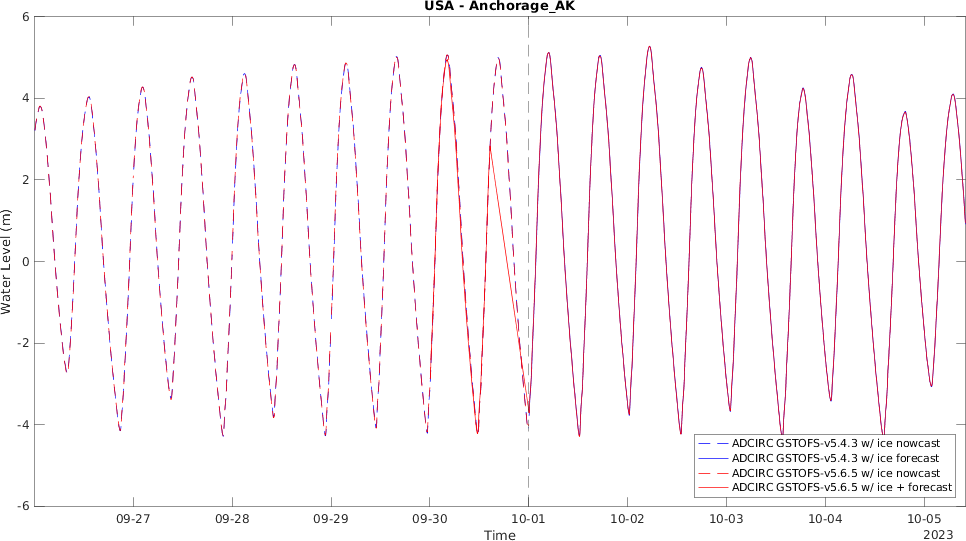 USA - Anchorage_AK
Water Level (m)
6
4
2
0
-2
-4
-6
ADCIRC GSTOFS-v5.4.3 w/ ice nowcast
ADCIRC GSTOFS-v5.4.3 w/ ice forecast
ADCIRC GSTOFS-v5.6.5 w/ ice nowcast
ADCIRC GSTOFS-v5.6.5 w/ ice + forecast
09-27 09-28 09-29 09-30 10-01 10-02 10-03 10-04 10-05
Time
2023